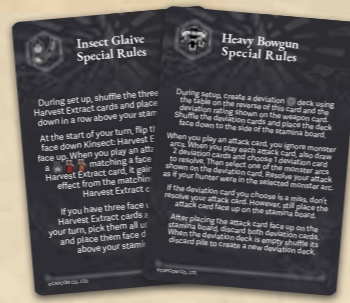 Insect Glaive
Special Rules
During set up, shuffle the three
Harvest Extract cards and place
down in a row above your stam
At the start of your turn, flip t
face down Kinsect: Harvest E
face up. When you play an atta
a
matching a face
Harvest Extract card, it gai
effect from the matchin
Harvest Extract c
If you have three face u
Harvest Extract cards a
your turn, pick them all u
and place them face d
above your stami
©CAPCOM CO., LTD.
Heavy Bowgun
Special Rules
During setup, create a deviation deck using
the table on the reverse of this card and the
deviation rating shown on the weapon card.
Shuffle the deviation cards and place the deck
face down to the side of the stamina board.
When you play an attack card, you ignore monster
arcs. When you play each attack card, also draw
2 deviation cards and choose 1 deviation card
to resolve. Then select one of the monster arcs
shown on the deviation card. Resolve your attack
as if your hunter were in the selected monster arc.
If the deviation card you choose is a miss, don't
resolve your attack card. However, still place the
attack card face up on the stamina board.
After placing the attack card face up on the
stamina board, discard both deviation cards.
When the deviation deck is empty shuffle its
discard pile to create a new deviation deck.
©CAPCOM CO., LTD.